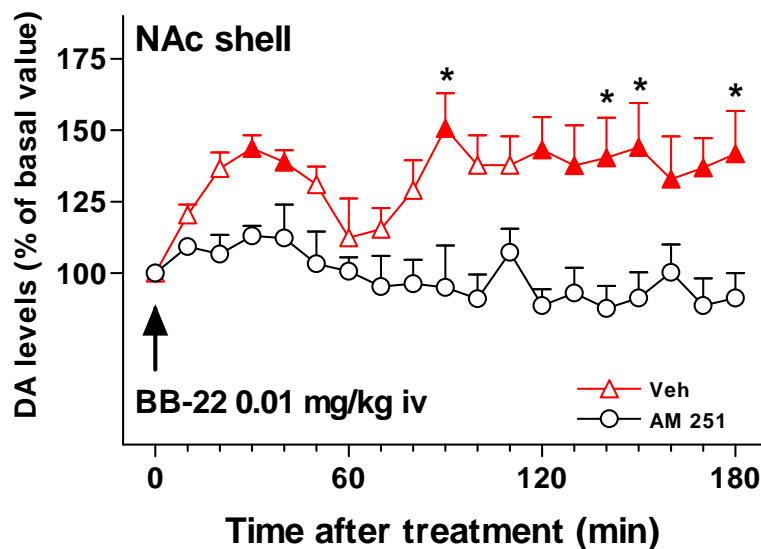 NAc shell
DA levels (% of basal value)
175
150
125
100
* * * *
BB-22 0.01 mg/kg iv
Veh
AM 251
0 60 120 180
Time after treatment (min)